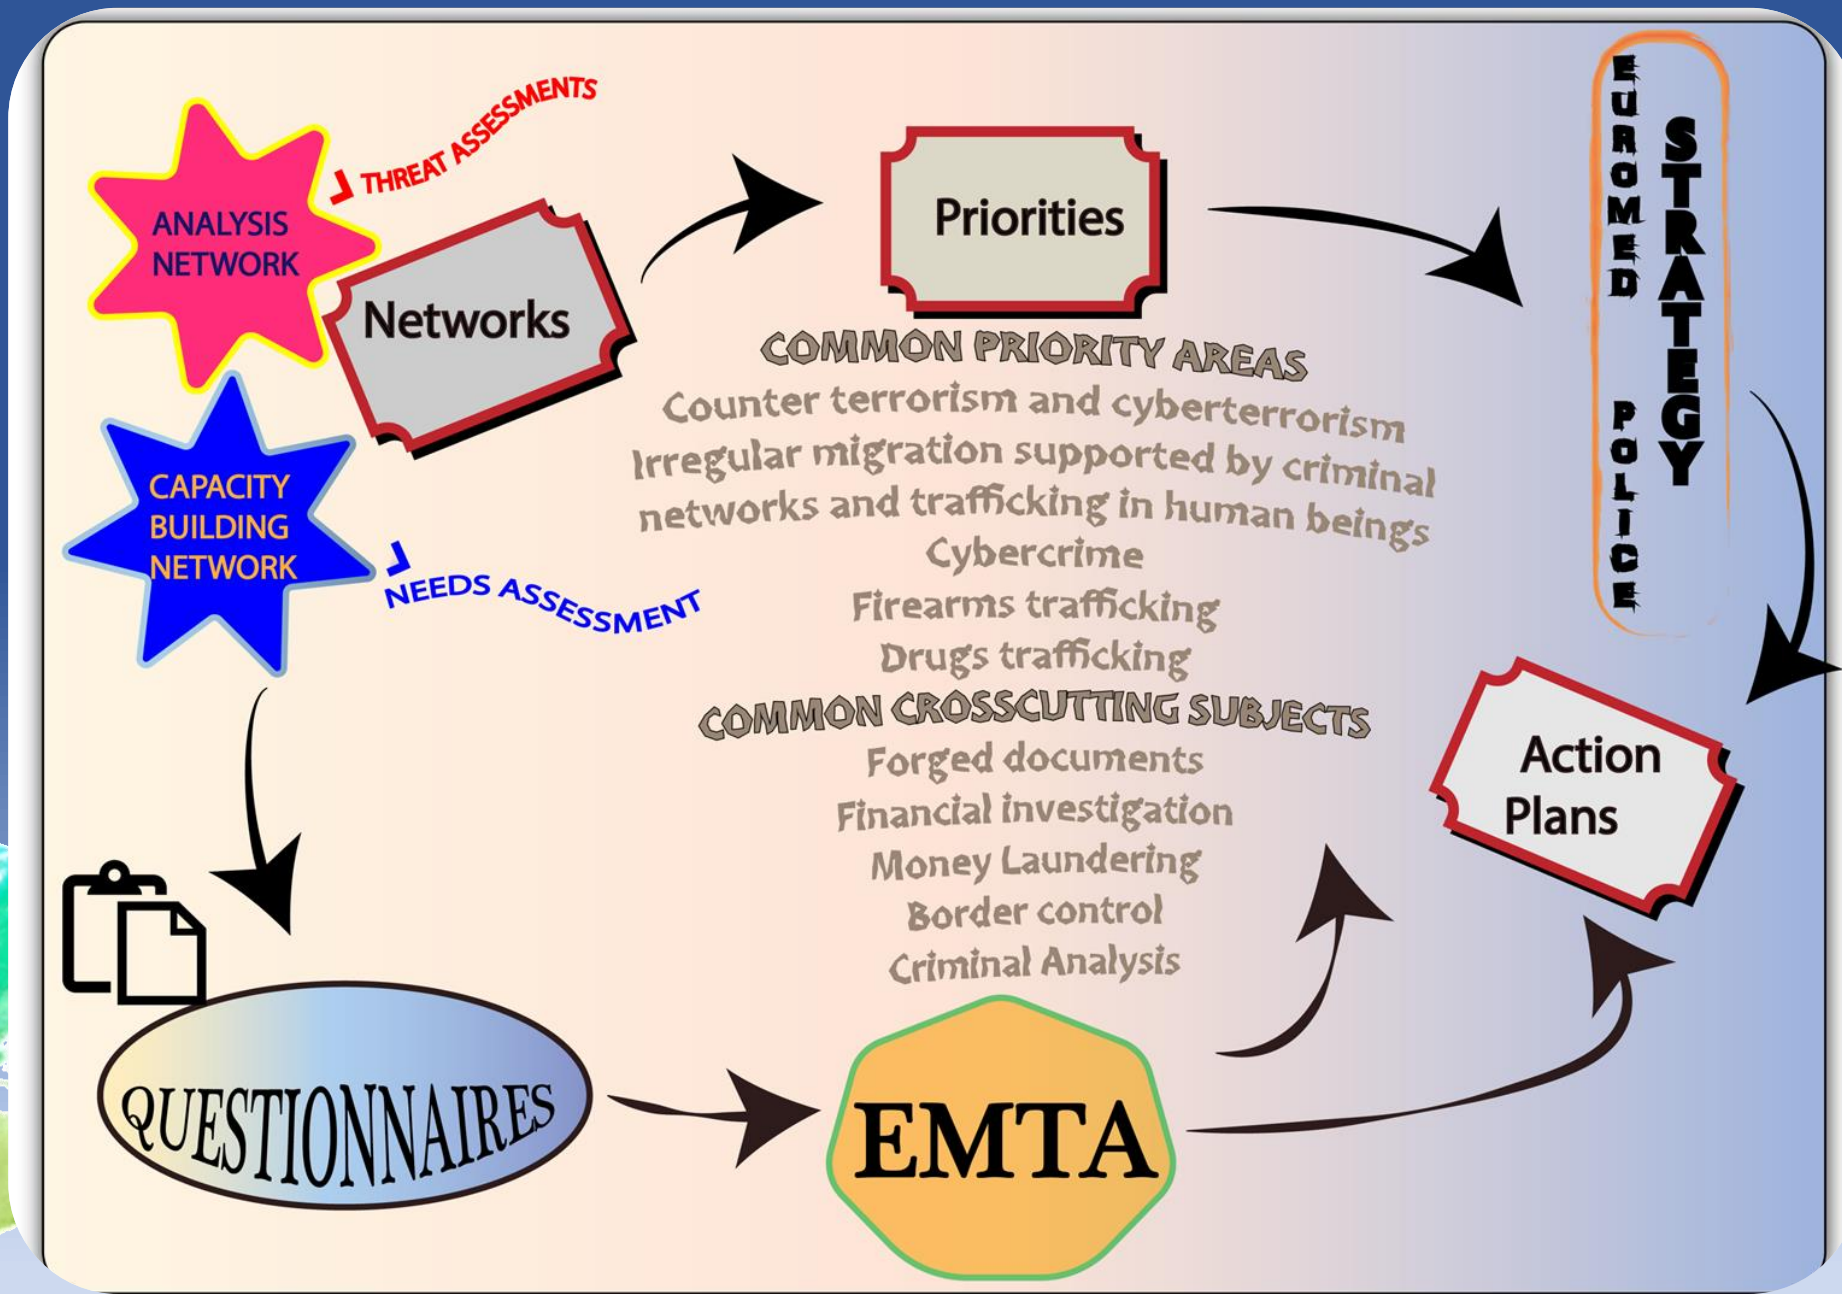 THREAT ASSESSMENTS
ANALYSIS
NETWORK
Networks
Priorities
EUROMED POLICE
STRATEGY
COMMON PRIORITY AREAS
Counter terrorism and cyberterrorism
Irregular migration supported by criminal
networks and trafficking in human beings
Cybercrime
Firearms trafficking
Drugs trafficking
COMMON CROSSCUTTING SUBJECTS
Forged documents
Financial investigation
Money Laundering
Border control
Criminal Analysis
CAPACITY
BUILDING
NETWORK
NEEDS ASSESSMENT
Action
Plans
QUESTIONNAIRES
EMTA